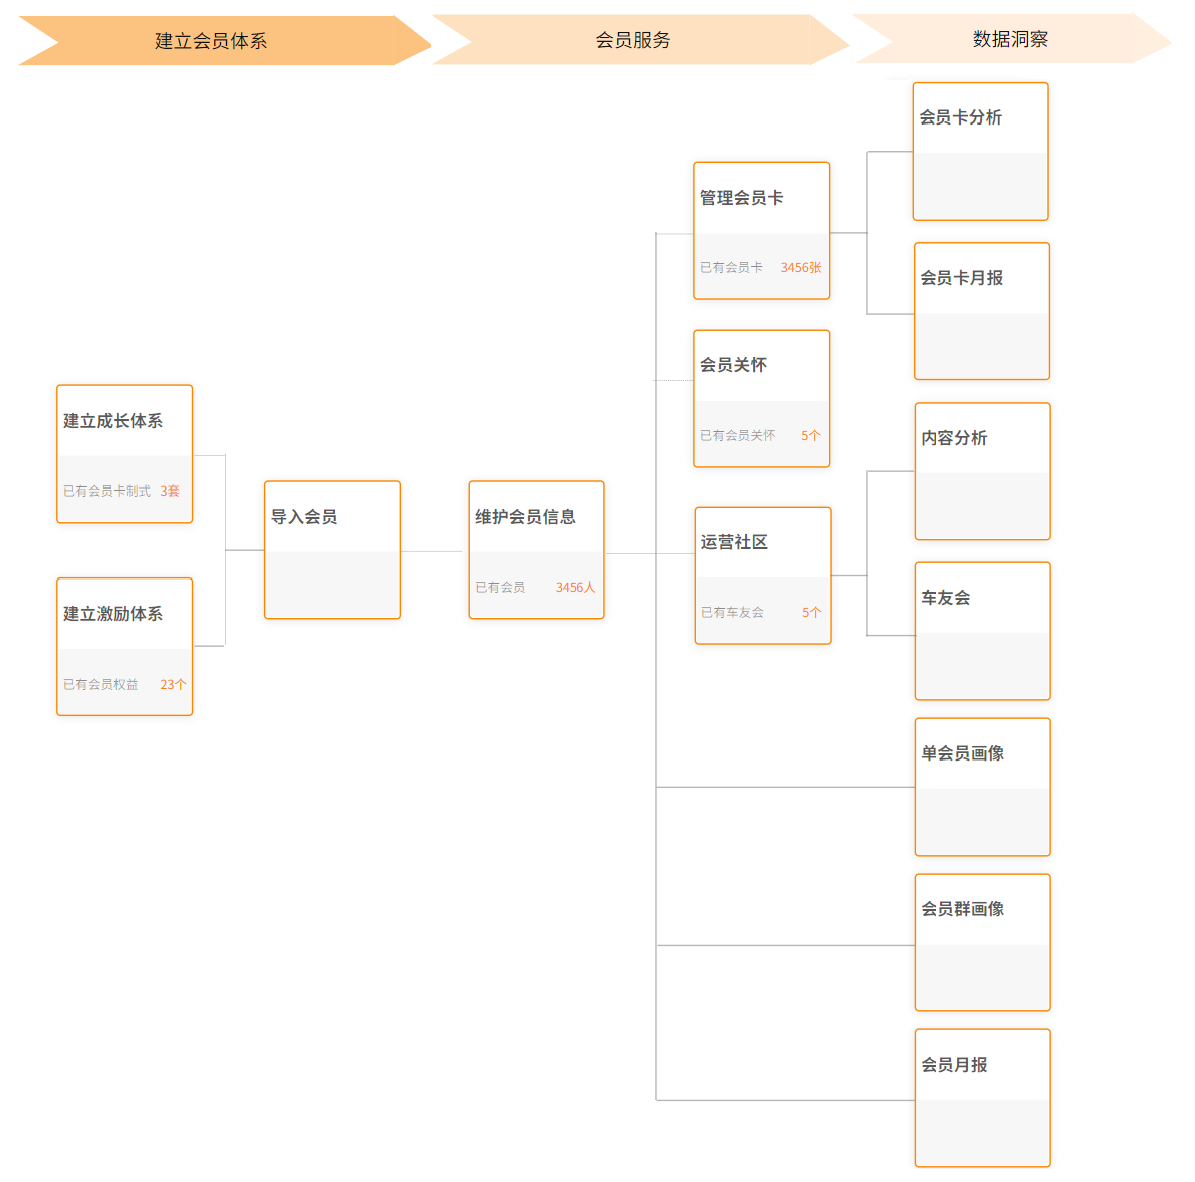 建立会员体系
会员服务
数据洞察
会员卡分析
管理会员卡
已有会员卡 3456张
会员卡月报
会员关怀
已有会员关怀 5个
建立成长体系
已有会员卡制式 3套
内容分析
导入会员
维护会员信息
已有会员 3456人
运营社区
已有车友会 5个
车友会
建立激励体系
已有会员权益 23个
单会员画像
会员群画像
会员月报